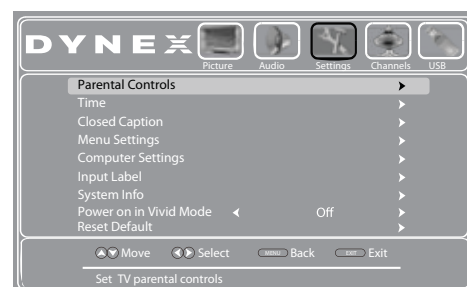 DYNEX
Picture Audio Settings Channels USB
Parental Controls
Time
Closed Caption
Menu Settings
Computer Settings
Input Label
System Info
Power on in Vivid Mode Off
Reset Default
Move Select MENU Back EXIT Exit
Set TV parental controls